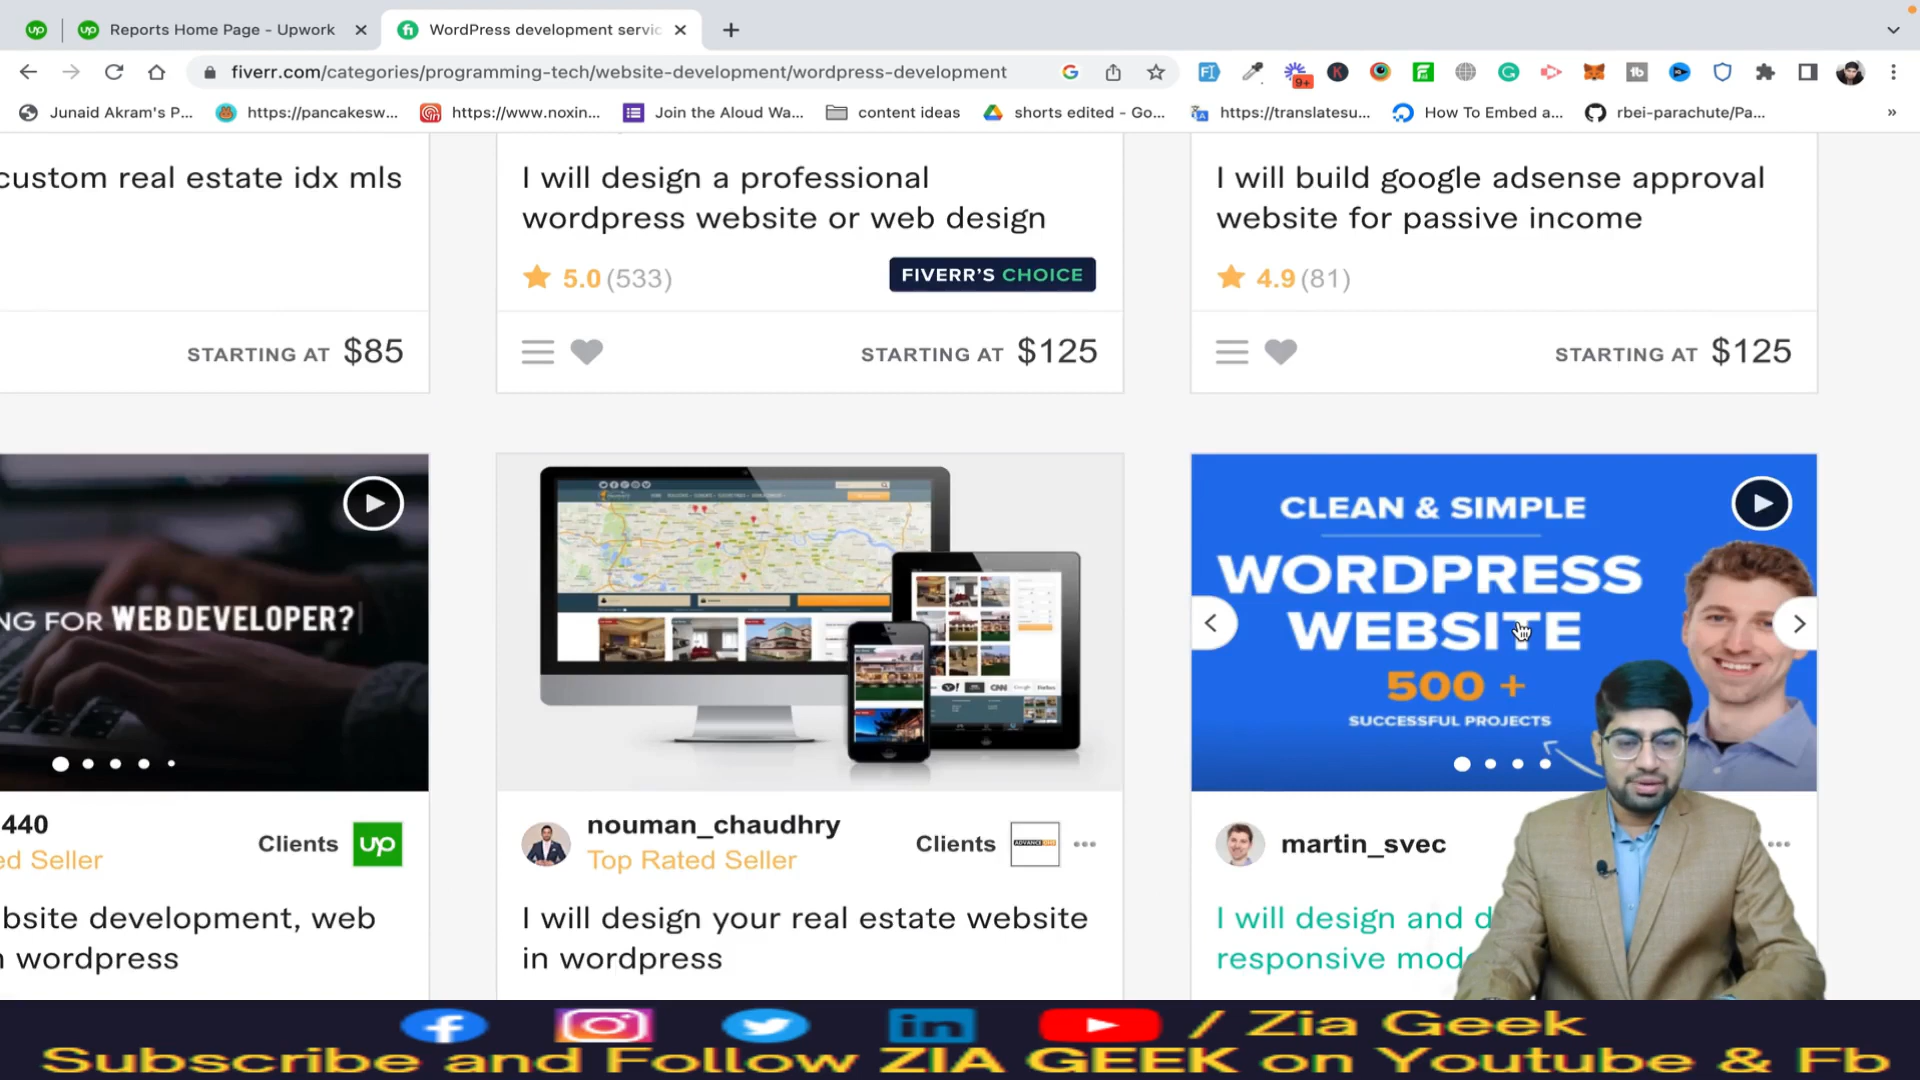 up
up Reports Home Page - Upwork
fi WordPress development servic
fiverr.com/categories/programming-tech/website-development/wordpress-development
9+
Junaid Akram's P...
https://pancakesw...
https://www.noxin...
Join the Aloud Wa...
content ideas
shorts edited - Go...
https://translatesu...
How To Embed a...
rbei-parachute/Pa...
»
custom real estate idx mls
STARTING AT $85
I will design a professional
wordpress website or web design
5.0 (533)
FIVERR'S CHOICE
STARTING AT $125
I will build google adsense approval
website for passive income
4.9 (81)
STARTING AT $125
NG FOR WEB DEVELOPER?
440
ed Seller
Clients up
bsite development, web
n wordpress
nouman_chaudhry
Top Rated Seller
Clients
I will design your real estate website
in wordpress
CLEAN & SIMPLE
WORDPRESS
WEBSITE
500 +
SUCCESSFUL PROJECTS
martin_svec
I will design and d
responsive mod
/ Zia Geek
Subscribe and Follow ZIA GEEK on Youtube & Fb